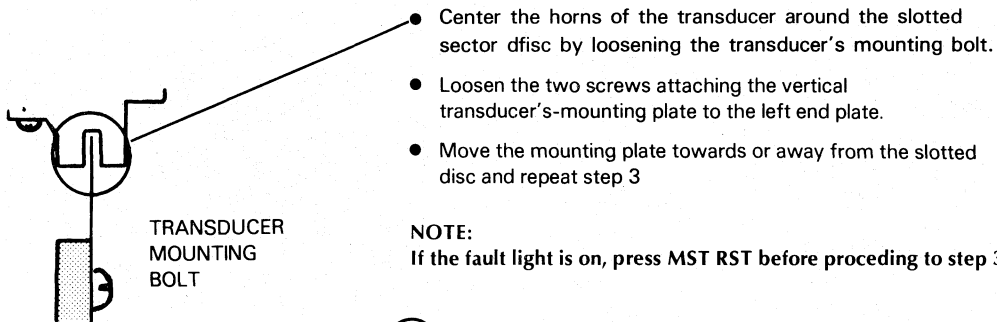 ● Center the horns of the transducer around the slotted
sector dfisc by loosening the transducer's mounting bolt.
● Loosen the two screws attaching the vertical
transducer's-mounting plate to the left end plate.
● Move the mounting plate towards or away from the slotted
disc and repeat step 3
TRANSDUCER
MOUNTING
BOLT
NOTE:
If the fault light is on, press MST RST before proceding to step